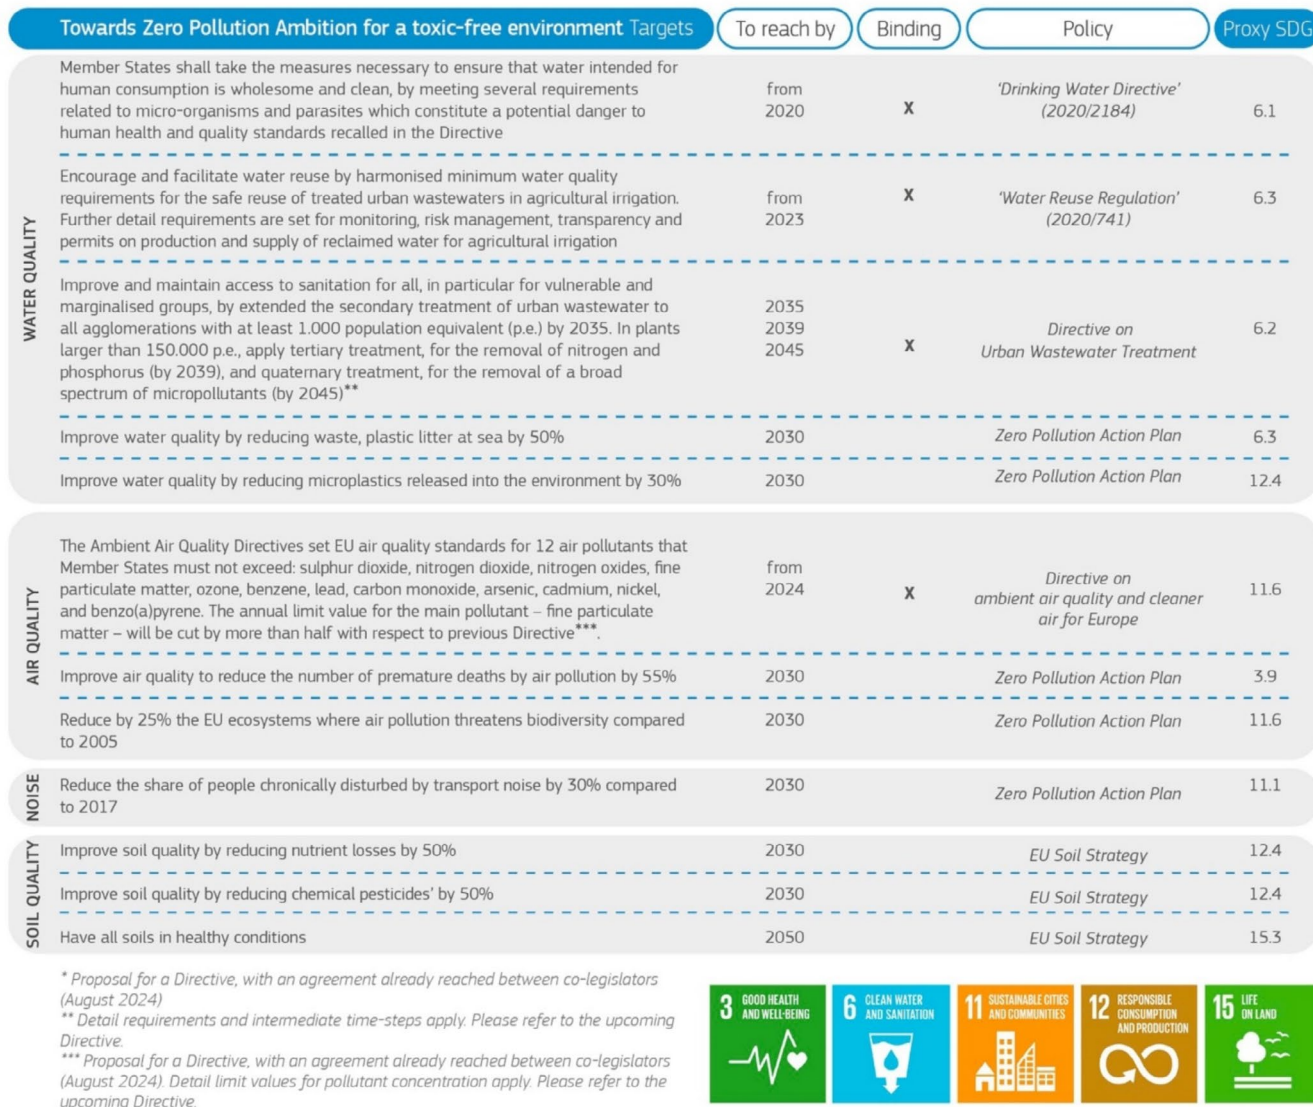 Towards Zero Pollution Ambition for a toxic-free environment Targets
To reach by
Binding
Policy
Proxy SDG
WATER QUALITY
Member States shall take the measures necessary to ensure that water intended for
human consumption is wholesome and clean, by meeting several requirements
related to micro-organisms and parasites which constitute a potential danger to
human health and quality standards recalled in the Directive
from
2020
X
'Drinking Water Directive'
(2020/2184)
6.1
Encourage and facilitate water reuse by harmonised minimum water quality
requirements for the safe reuse of treated urban wastewaters in agricultural irrigation.
Further detail requirements are set for monitoring, risk management, transparency and
permits on production and supply of reclaimed water for agricultural irrigation
from
2023
X
'Water Reuse Regulation'
(2020/741)
6.3
Improve and maintain access to sanitation for all, in particular for vulnerable and
marginalised groups, by extended the secondary treatment of urban wastewater to
all agglomerations with at least 1.000 population equivalent (p.e.) by 2035. In plants
larger than 150.000 p.e., apply tertiary treatment, for the removal of nitrogen and
phosphorus (by 2039), and quaternary treatment, for the removal of a broad
spectrum of micropollutants (by 2045)**
2035
2039
2045
X
Directive on
Urban Wastewater Treatment
6.2
Improve water quality by reducing waste, plastic litter at sea by 50%
2030
Zero Pollution Action Plan
6.3
Improve water quality by reducing microplastics released into the environment by 30%
2030
Zero Pollution Action Plan
12.4
AIR QUALITY
The Ambient Air Quality Directives set EU air quality standards for 12 air pollutants that
Member States must not exceed: sulphur dioxide, nitrogen dioxide, nitrogen oxides, fine
particulate matter, ozone, benzene, lead, carbon monoxide, arsenic, cadmium, nickel,
and benzo(a)pyrene. The annual limit value for the main pollutant – fine particulate
matter – will be cut by more than half with respect to previous Directive***.
from
2024
X
Directive on
ambient air quality and cleaner
air for Europe
11.6
Improve air quality to reduce the number of premature deaths by air pollution by 55%
2030
Zero Pollution Action Plan
3.9
Reduce by 25% the EU ecosystems where air pollution threatens biodiversity compared
to 2005
2030
Zero Pollution Action Plan
11.6
NOISE
Reduce the share of people chronically disturbed by transport noise by 30% compared
to 2017
2030
Zero Pollution Action Plan
11.1
SOIL QUALITY
Improve soil quality by reducing nutrient losses by 50%
2030
EU Soil Strategy
12.4
Improve soil quality by reducing chemical pesticides' by 50%
2030
EU Soil Strategy
12.4
Have all soils in healthy conditions
2050
EU Soil Strategy
15.3
* Proposal for a Directive, with an agreement already reached between co-legislators
(August 2024)
** Detail requirements and intermediate time-steps apply. Please refer to the upcoming
Directive.
*** Proposal for a Directive, with an agreement already reached between co-legislators
(August 2024). Detail limit values for pollutant concentration apply. Please refer to the
upcoming Directive.
3 GOOD HEALTH
AND WELL-BEING
6 CLEAN WATER
AND SANITATION
11 SUSTAINABLE CITIES
AND COMMUNITIES
12 RESPONSIBLE
CONSUMPTION
AND PRODUCTION
15 LIFE
ON LAND